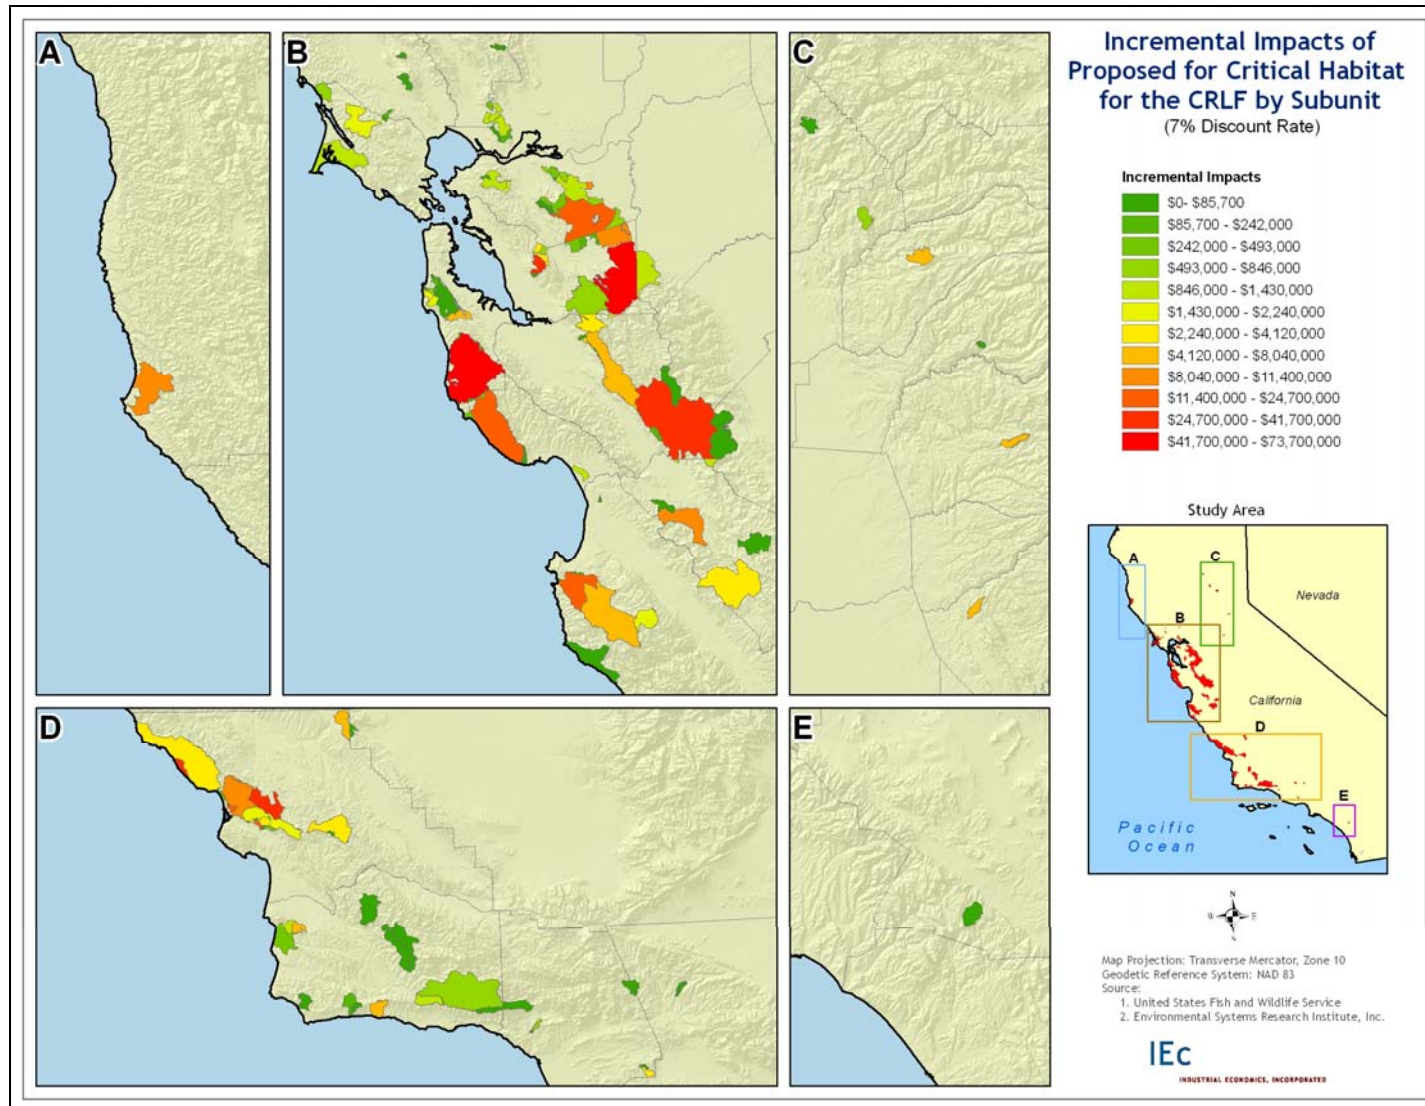 A
B
C
D
E
Incremental Impacts of
Proposed for Critical Habitat
for the CRLF by Subunit
(7% Discount Rate)
Incremental Impacts
$0- $85,700
$85,700 - $242,000
$242,000 - $493,000
$493,000 - $846,000
$846,000 - $1,430,000
$1,430,000 - $2,240,000
$2,240,000 - $4,120,000
$4,120,000 - $8,040,000
$8,040,000 - $11,400,000
$11,400,000 - $24,700,000
$24,700,000 - $41,700,000
$41,700,000 - $73,700,000
Study Area
A
C
Nevada
B
California
D
E
Pacific
Ocean
N
W E
S
Map Projection: Transverse Mercator, Zone 10
Geodetic Reference System: NAD 83
Source:
1. United States Fish and Wildlife Service
2. Environmental Systems Research Institute, Inc.
IEc
INDUSTRIAL ECONOMICS, INCORPORATED